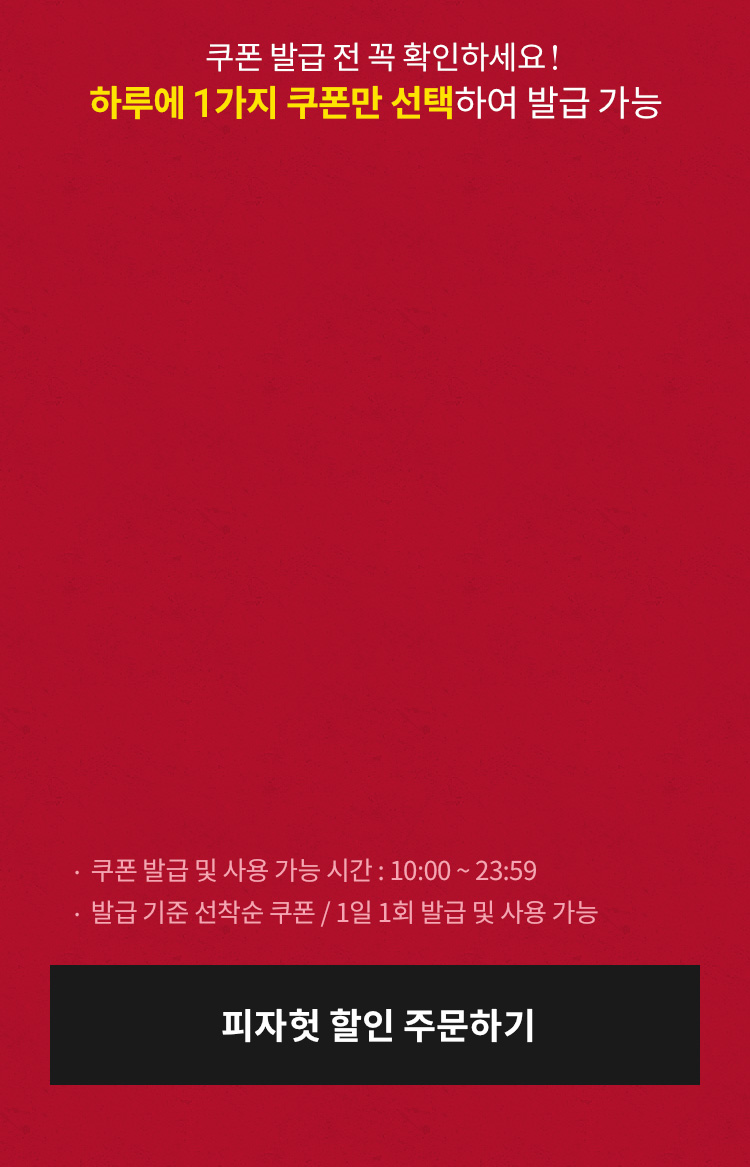 쿠폰 발급 전 꼭 확인하세요!
하루에 1가지 쿠폰만 선택하여 발급 가능
· 쿠폰 발급 및 사용 가능 시간 : 10:00 ~ 23:59
· 발급 기준 선착순 쿠폰 / 1일 1회 발급 및 사용 가능
피자헛 할인 주문하기